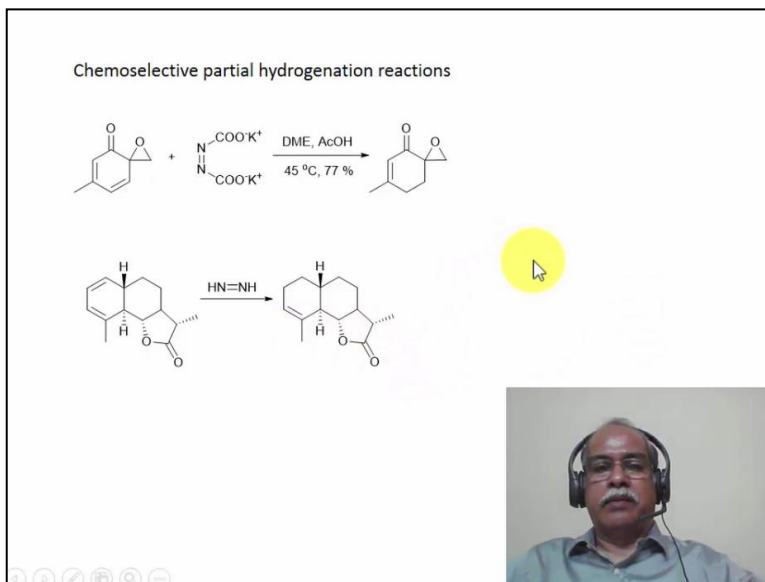 Chemoselective partial hydrogenation reactions
O
O
+
N
N
COO⁻K⁺
COO⁻K⁺
DME, AcOH
45 °C, 77 %
O
O
H
H
O
O
HN=NH
H
H
O
O